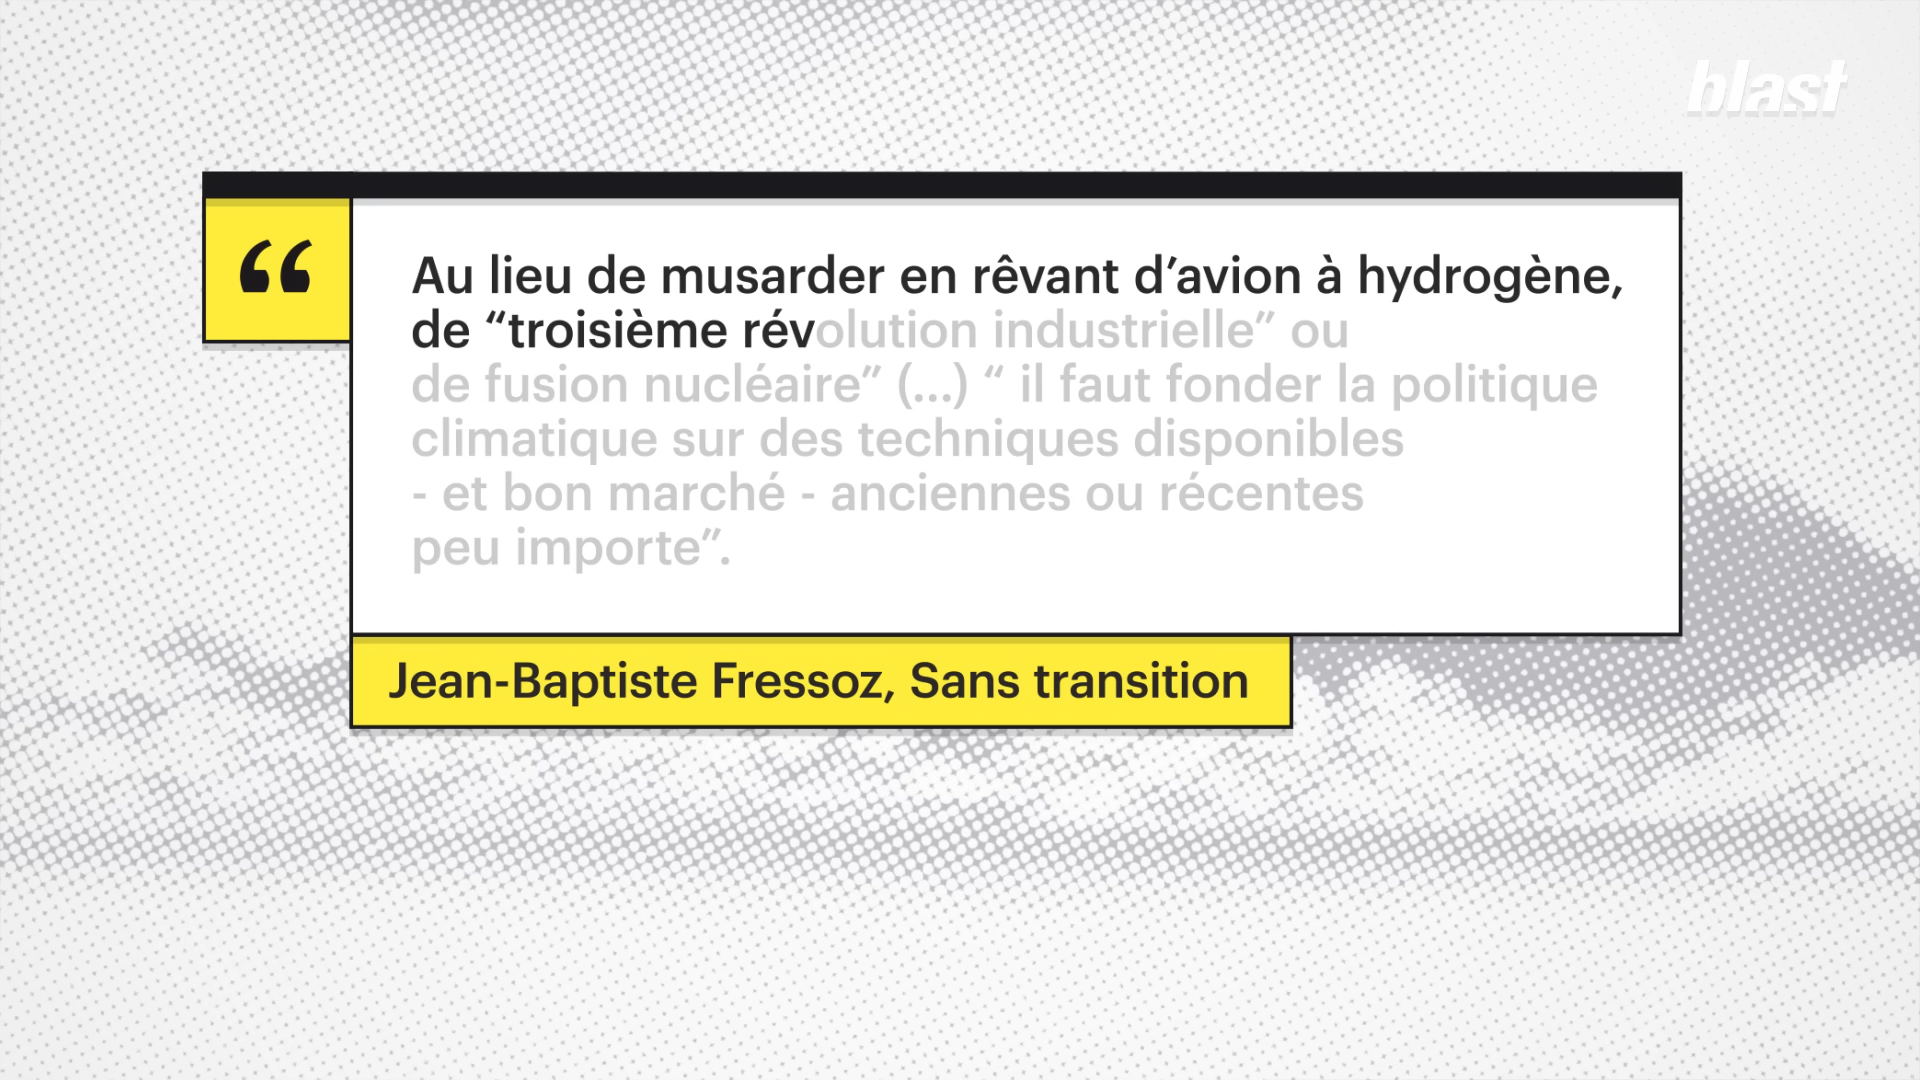 blast
“
Au lieu de musarder en rêvant d’avion à hydrogène,
de “troisième révolution industrielle” ou
de fusion nucléaire” (...) “ il faut fonder la politique
climatique sur des techniques disponibles
- et bon marché - anciennes ou récentes
peu importe”.
Jean-Baptiste Fressoz, Sans transition